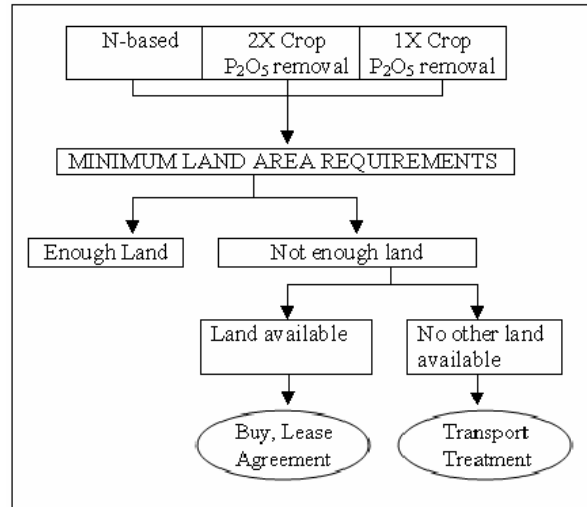 N-based
2X Crop
P₂O₅ removal
1X Crop
P₂O₅ removal
MINIMUM LAND AREA REQUIREMENTS
Enough Land
Not enough land
Land available
No other land
available
Buy, Lease
Agreement
Transport
Treatment